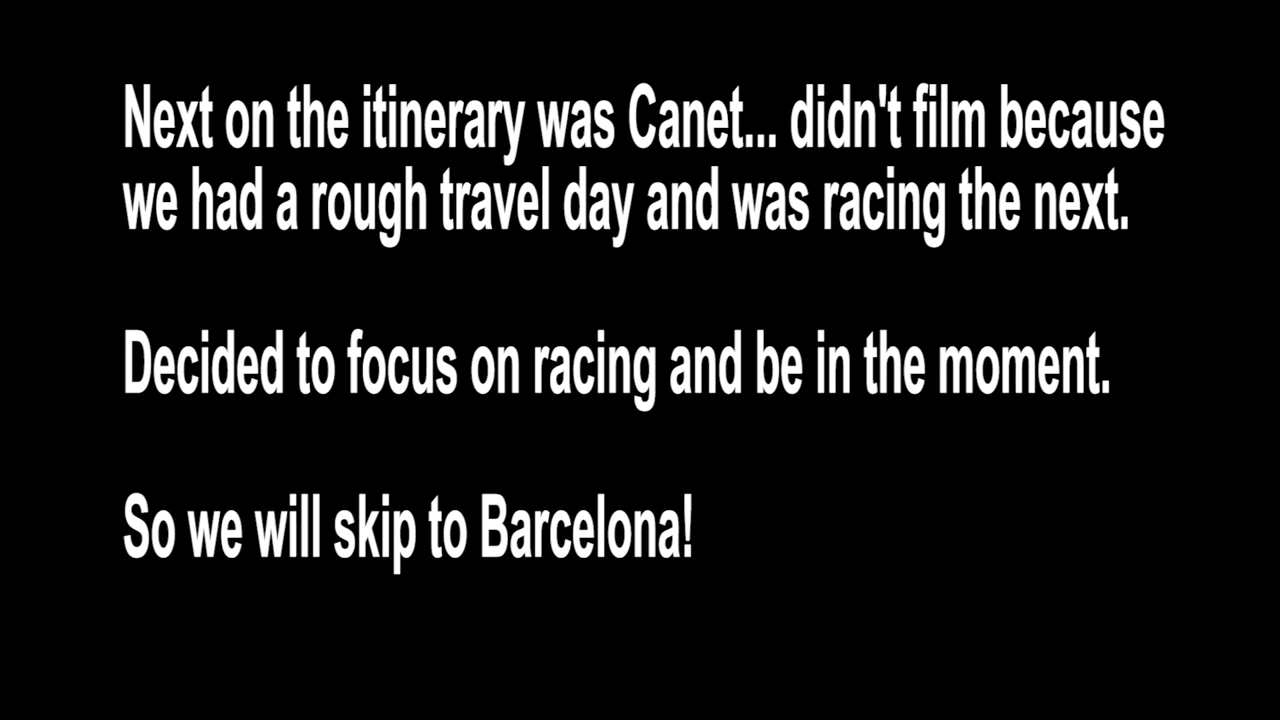 Next on the itinerary was Canet... didn't film because
we had a rough travel day and was racing the next.
Decided to focus on racing and be in the moment.
So we will skip to Barcelona!